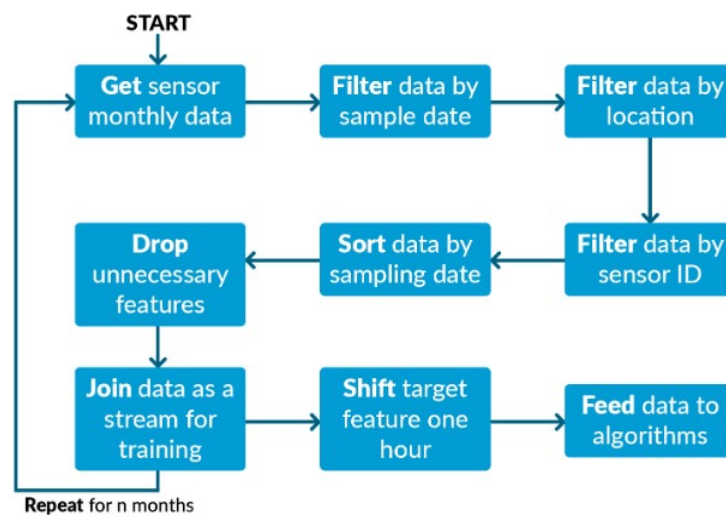 START
Get sensor
monthly data
Filter data by
sample date
Filter data by
location
Filter data by
sensor ID
Sort data by
sampling date
Drop
unnecessary
features
Join data as a
stream for
training
Shift target
feature one
hour
Feed data to
algorithms
Repeat for n months